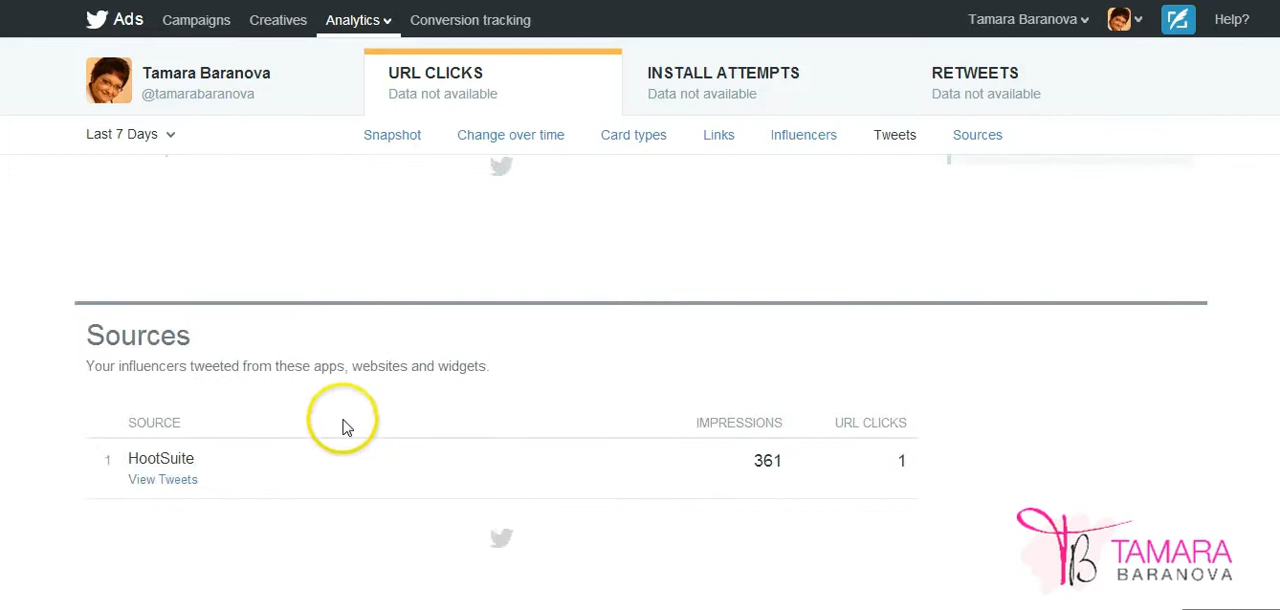 Ads Campaigns Creatives Analytics Conversion tracking Tamara Baranova Help?
Tamara Baranova
@tamarabaranova
URL CLICKS
Data not available
INSTALL ATTEMPTS
Data not available
RETWEETS
Data not available
Last 7 Days
Snapshot Change over time Card types Links Influencers Tweets Sources
Sources
Your influencers tweeted from these apps, websites and widgets.
SOURCE IMPRESSIONS URL CLICKS
1 HootSuite 361 1
View Tweets
TB
TAMARA
BARANOVA